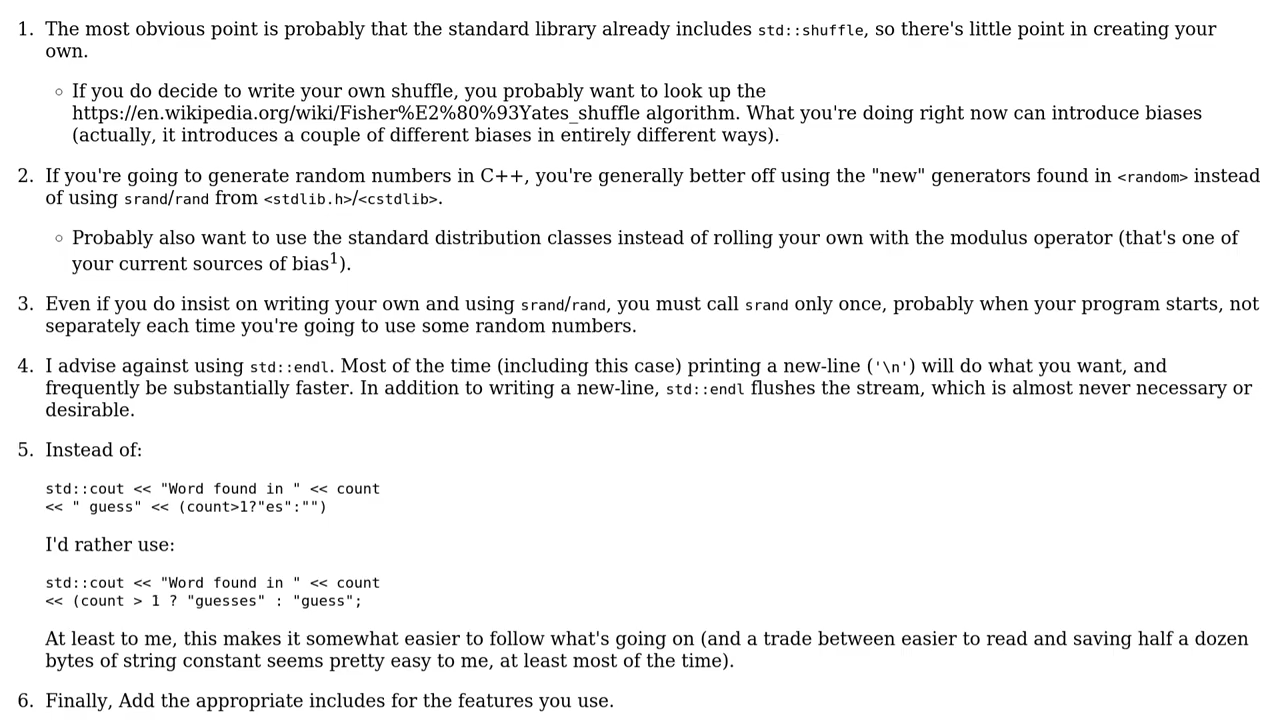 1. The most obvious point is probably that the standard library already includes std::shuffle, so there's little point in creating your
own.
◦ If you do decide to write your own shuffle, you probably want to look up the
https://en.wikipedia.org/wiki/Fisher%E2%80%93Yates_shuffle algorithm. What you're doing right now can introduce biases
(actually, it introduces a couple of different biases in entirely different ways).
2. If you're going to generate random numbers in C++, you're generally better off using the "new" generators found in <random> instead
of using srand/rand from <stdlib.h>/<cstdlib>.
◦ Probably also want to use the standard distribution classes instead of rolling your own with the modulus operator (that's one of
your current sources of bias1).
3. Even if you do insist on writing your own and using srand/rand, you must call srand only once, probably when your program starts, not
separately each time you're going to use some random numbers.
4. I advise against using std::endl. Most of the time (including this case) printing a new-line ('\n') will do what you want, and
frequently be substantially faster. In addition to writing a new-line, std::endl flushes the stream, which is almost never necessary or
desirable.
5. Instead of:
std::cout << "Word found in " << count
<< " guess" << (count>1?"es":"")
I'd rather use:
std::cout << "Word found in " << count
<< (count > 1 ? "guesses" : "guess";
At least to me, this makes it somewhat easier to follow what's going on (and a trade between easier to read and saving half a dozen
bytes of string constant seems pretty easy to me, at least most of the time).
6. Finally, Add the appropriate includes for the features you use.